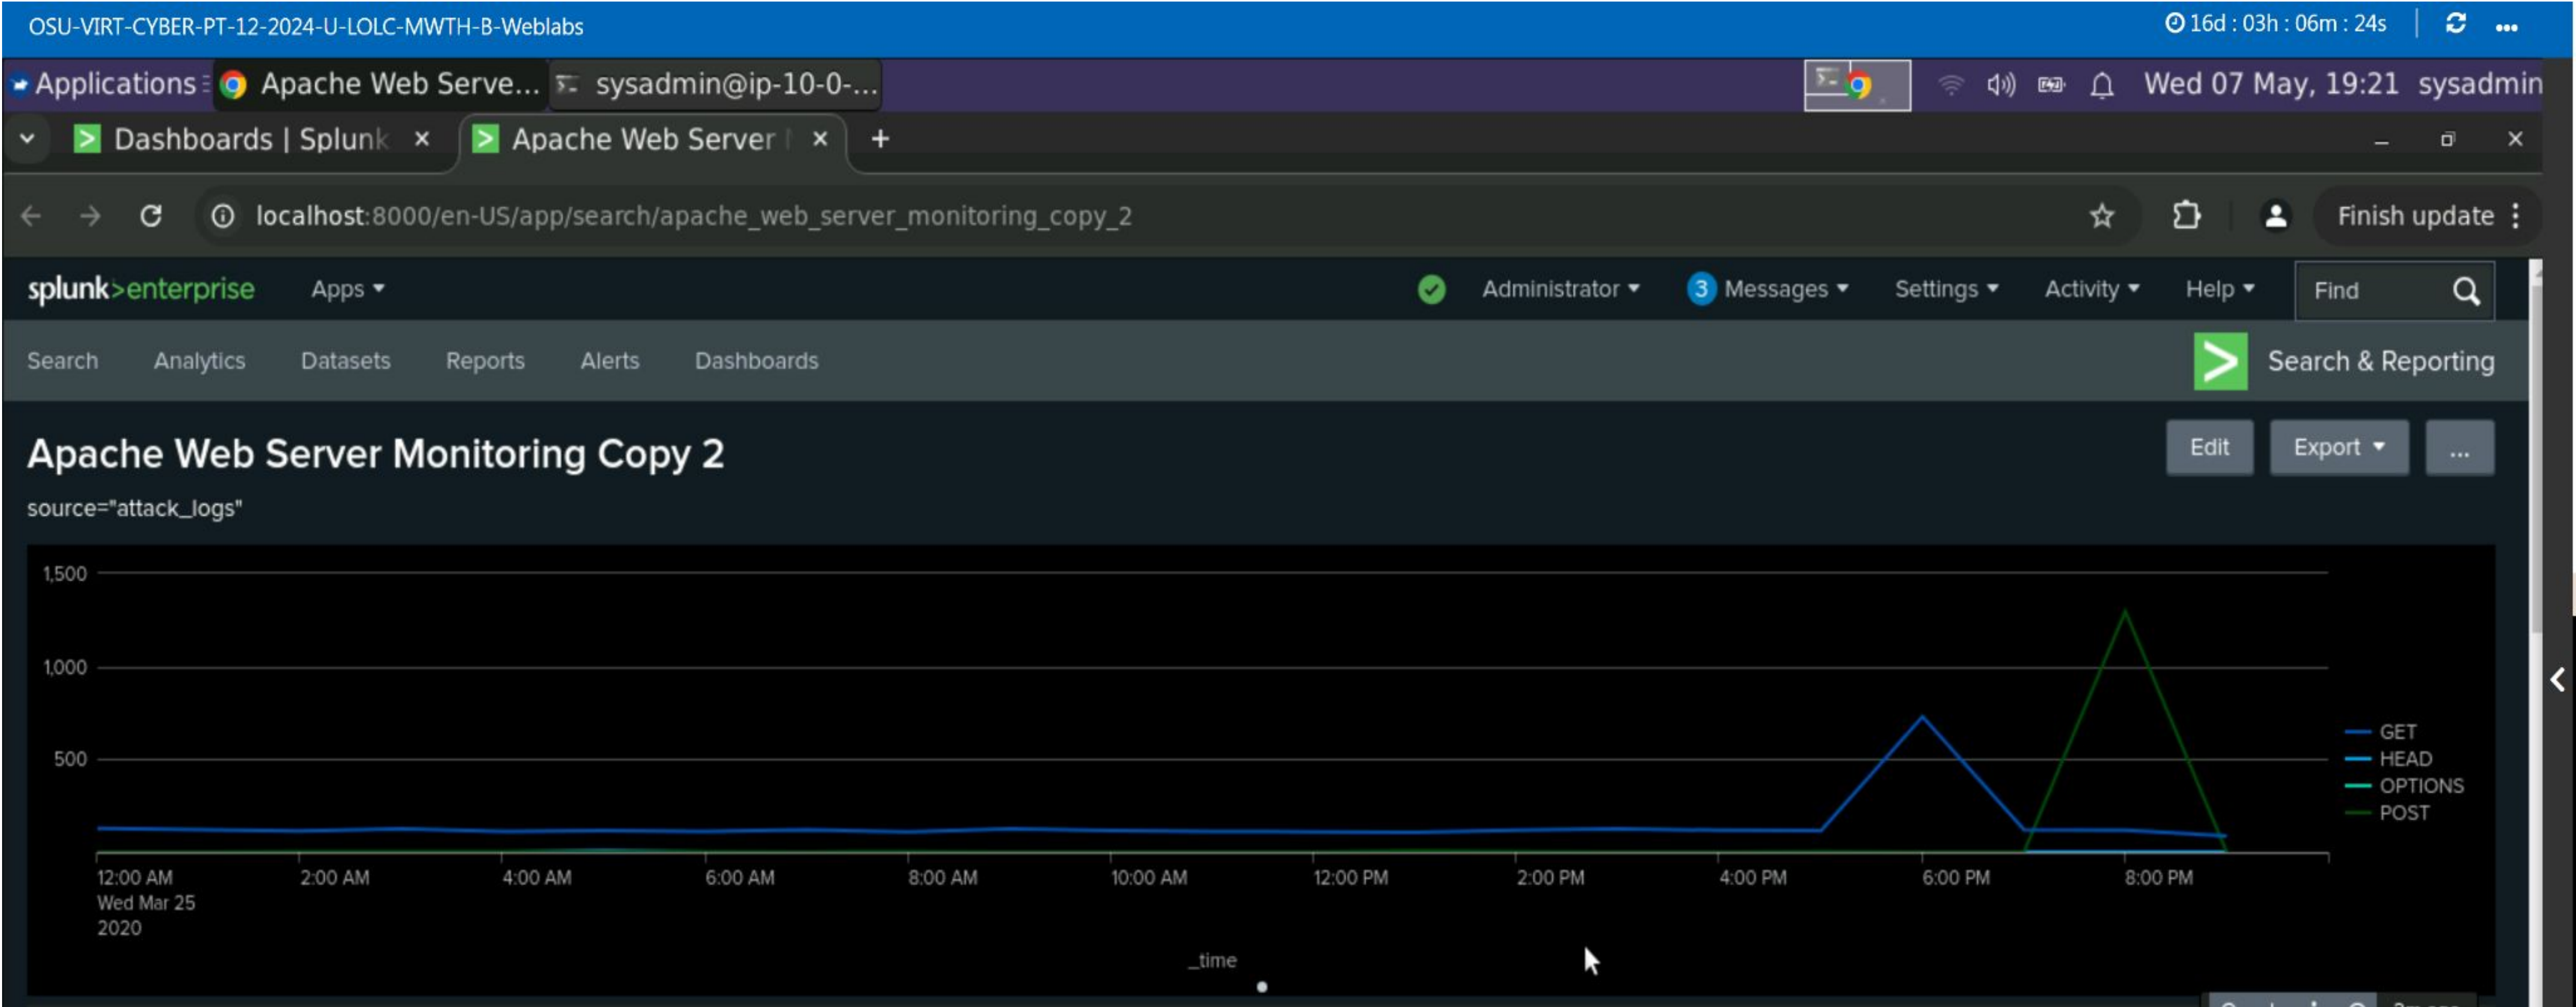 OSU-VIRT-CYBER-PT-12-2024-U-LOLC-MWTH-B-Weblabs 16d : 03h : 06m : 24s
Applications Apache Web Serve... sysadmin@ip-10-0-... Wed 07 May, 19:21 sysadmin
Dashboards | Splunk Apache Web Server
localhost:8000/en-US/app/search/apache_web_server_monitoring_copy_2 Finish update
splunk>enterprise Apps Administrator 3 Messages Settings Activity Help Find
Search Analytics Datasets Reports Alerts Dashboards Search & Reporting
Apache Web Server Monitoring Copy 2 Edit Export ...
source="attack_logs"
1,500
1,000
500
GET
HEAD
OPTIONS
POST
12:00 AM 2:00 AM 4:00 AM 6:00 AM 8:00 AM 10:00 AM 12:00 PM 2:00 PM 4:00 PM 6:00 PM 8:00 PM
Wed Mar 25
2020
_time